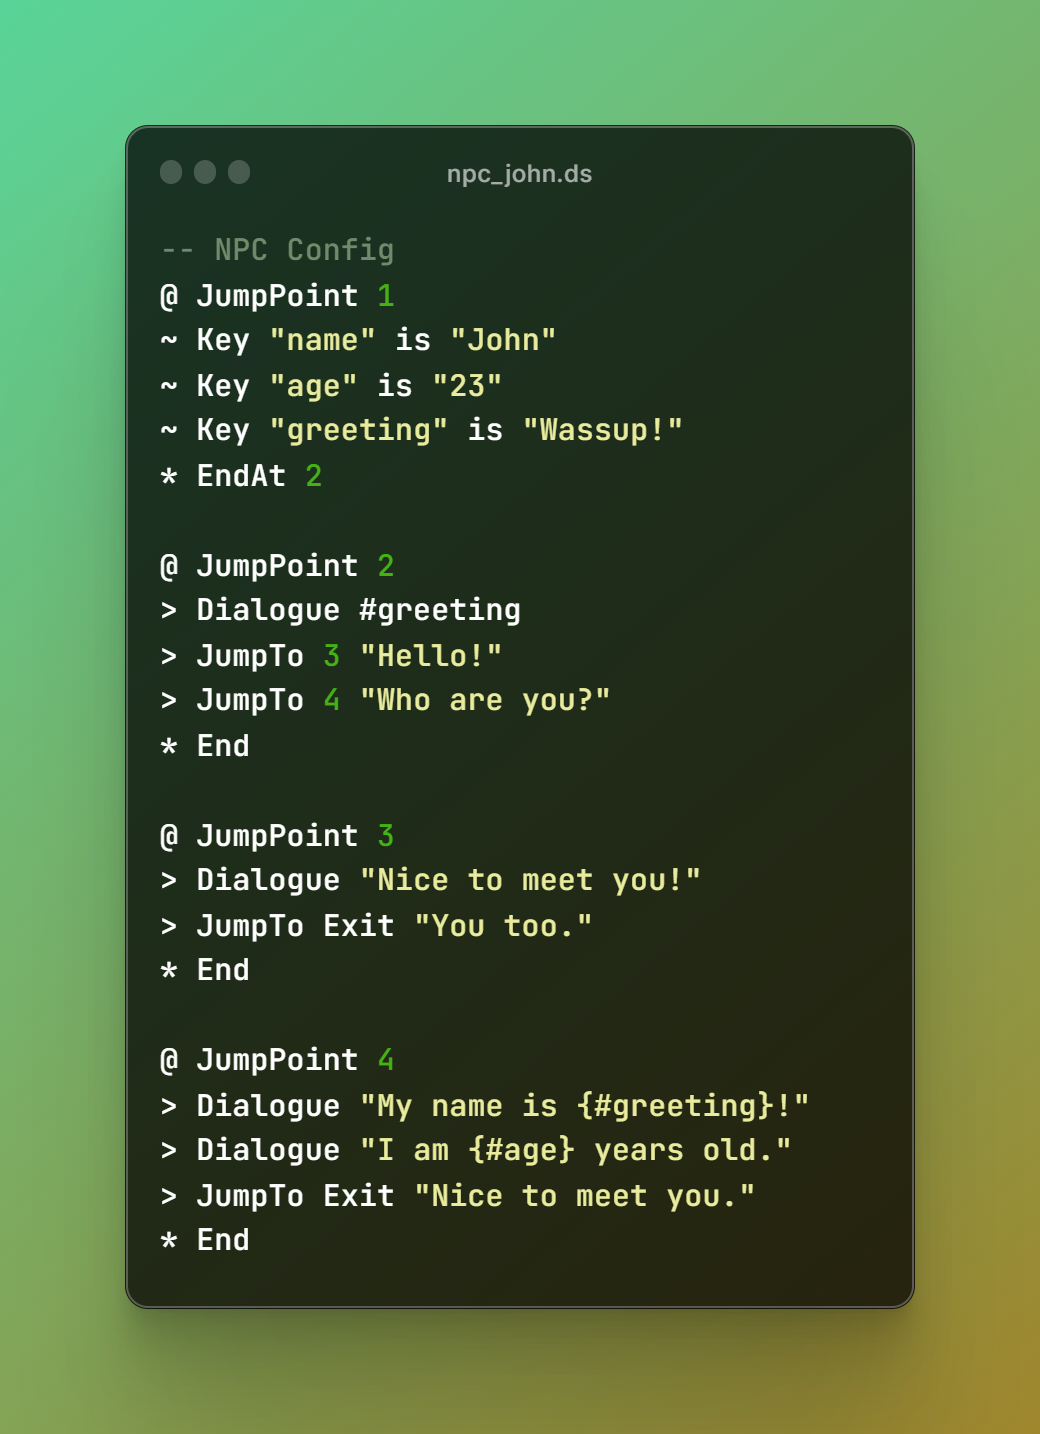 npc_john.ds
-- NPC Config
@ JumpPoint 1
~ Key "name" is "John"
~ Key "age" is "23"
~ Key "greeting" is "Wassup!"
* EndAt 2
@ JumpPoint 2
> Dialogue #greeting
> JumpTo 3 "Hello!"
> JumpTo 4 "Who are you?"
* End
@ JumpPoint 3
> Dialogue "Nice to meet you!"
> JumpTo Exit "You too."
* End
@ JumpPoint 4
> Dialogue "My name is {#greeting}!"
> Dialogue "I am {#age} years old."
> JumpTo Exit "Nice to meet you."
* End